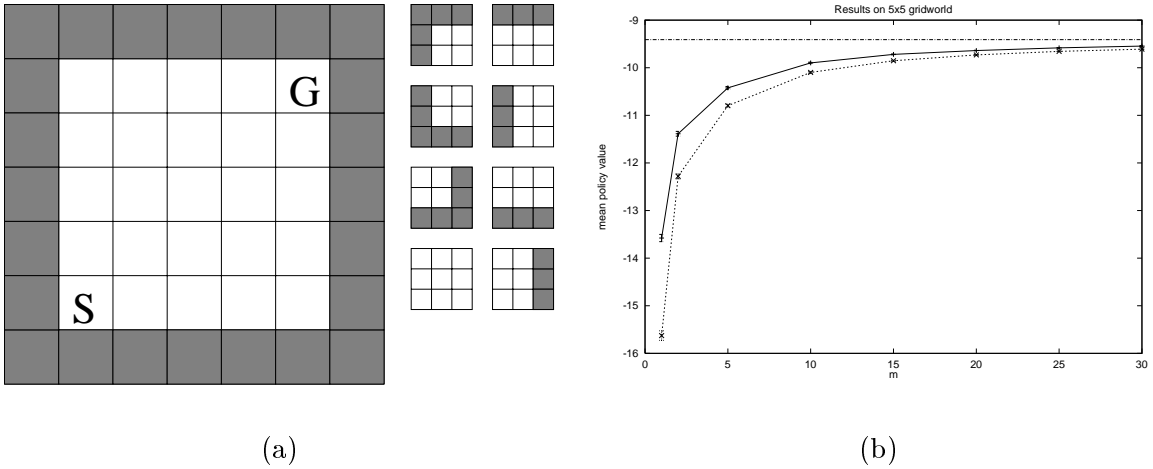 G
S
(a)
Results on 5x5 gridworld
mean policy value
-9
-10
-11
-12
-13
-14
-15
-16
0 5 10 15 20 25 30
m
(b)